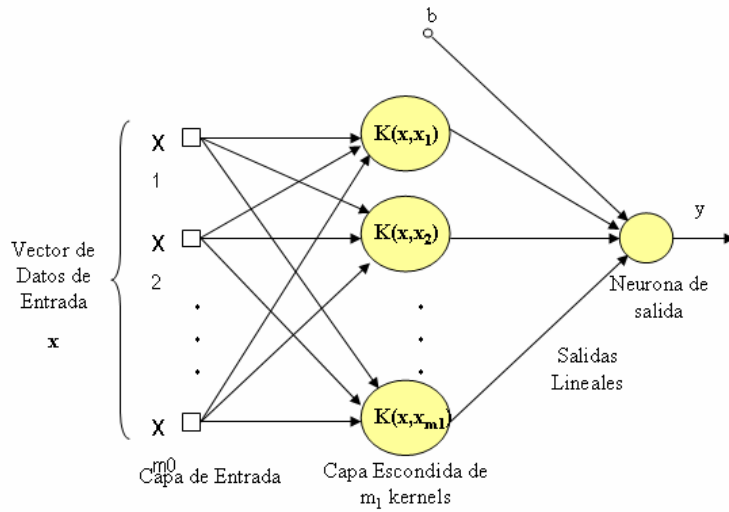 b
X
1
K(x,x1)
Vector de
Datos de
Entrada
x
X
2
K(x,x2)
y
Neurona de
salida
Salidas
Lineales
X
m0
K(x,xm1)
Capa de Entrada
Capa Escondida de
m1 kernels